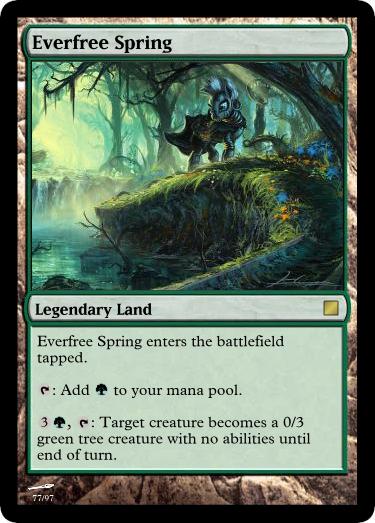 Everfree Spring
Legendary Land
Everfree Spring enters the battlefield
tapped.
: Add to your mana pool.
3 , : Target creature becomes a 0/3
green tree creature with no abilities until
end of turn.
77/97